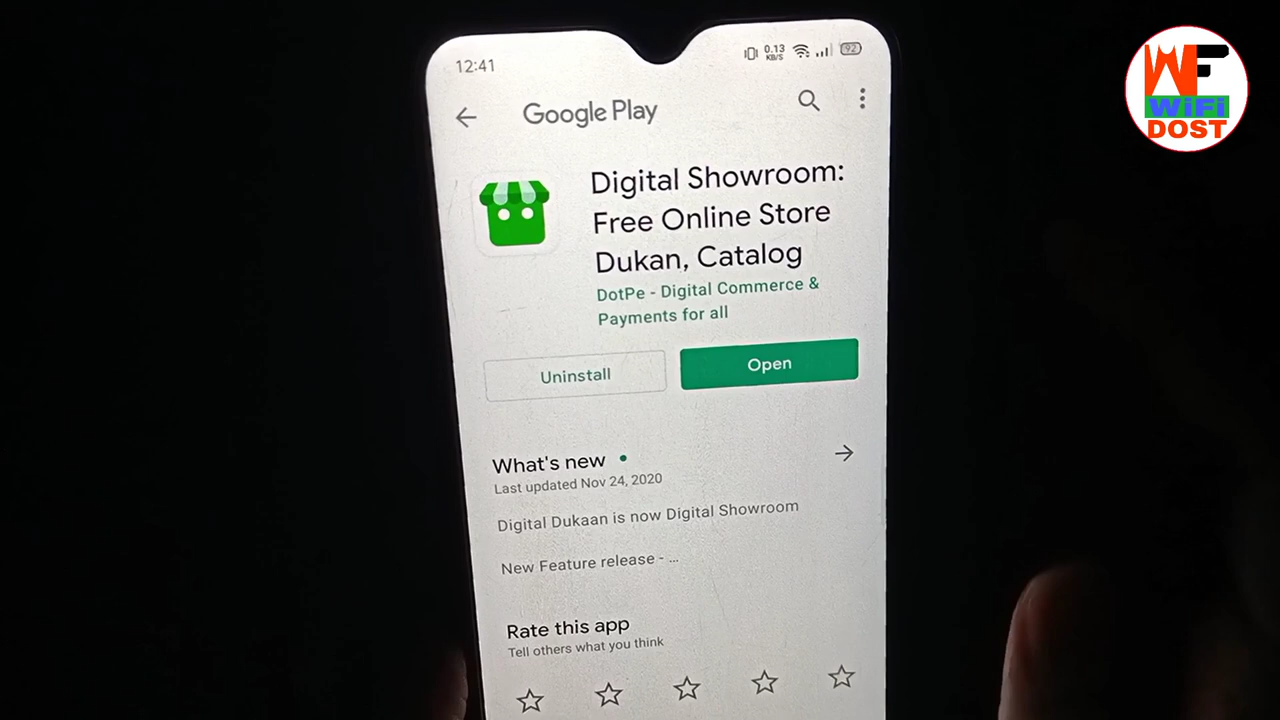 12:41
0.13
KB/S
92
Google Play
Digital Showroom:
Free Online Store
Dukan, Catalog
DotPe - Digital Commerce &
Payments for all
Uninstall
Open
What's new
Last updated Nov 24, 2020
Digital Dukaan is now Digital Showroom
New Feature release - ...
Rate this app
Tell others what you think
WF
WiFi
DOST